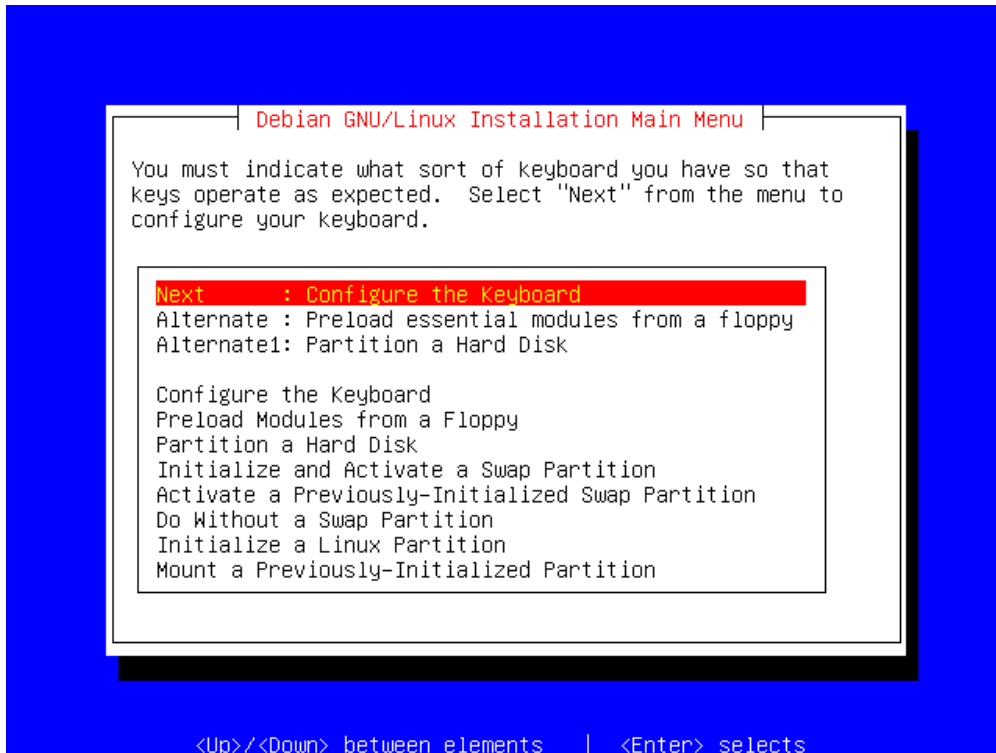 Debian GNU/Linux Installation Main Menu
You must indicate what sort of keyboard you have so that
keys operate as expected.  Select "Next" from the menu to
configure your keyboard.
Next      : Configure the Keyboard
Alternate : Preload essential modules from a floppy
Alternate1: Partition a Hard Disk
Configure the Keyboard
Preload Modules from a Floppy
Partition a Hard Disk
Initialize and Activate a Swap Partition
Activate a Previously-Initialized Swap Partition
Do Without a Swap Partition
Initialize a Linux Partition
Mount a Previously-Initialized Partition
<Up>/<Down> between elements   |  <Enter> selects